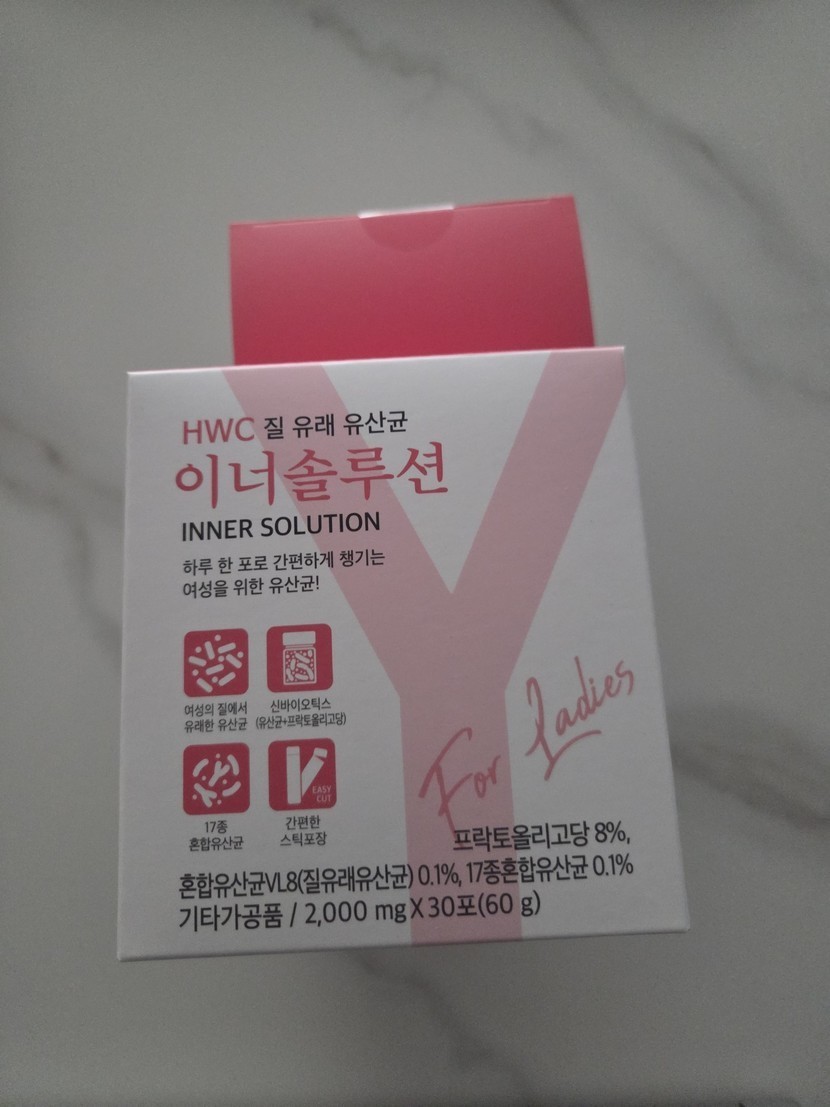 HWC 질 유래 유산균
이너솔루션
INNER SOLUTION
하루 한 포로 간편하게 챙기는
여성을 위한 유산균!
여성의 질에서
유래한 유산균
신바이오틱스
(유산균+프락토올리고당)
17종
혼합유산균
EASY
CUT
간편한
스틱포장
For Ladies
프락토올리고당 8%,
혼합유산균VL8(질유래유산균) 0.1%, 17종혼합유산균 0.1%
기타가공품 / 2,000 mg X 30포(60 g)